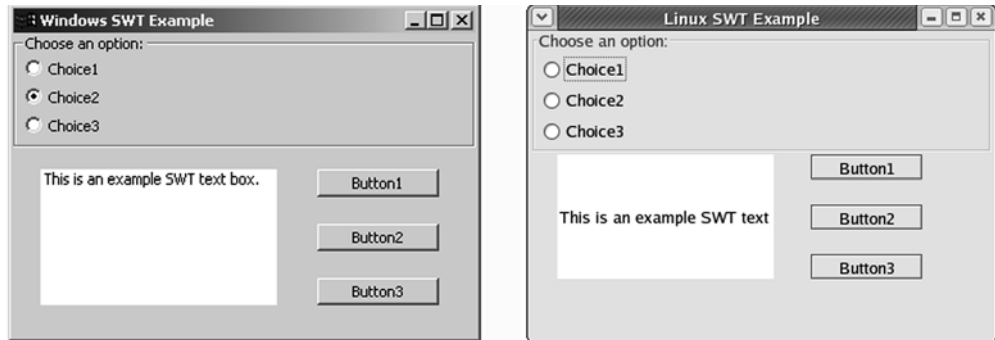 Windows SWT Example
Choose an option:
Choice1
Choice2
Choice3
This is an example SWT text box.
Button1
Button2
Button3
Linux SWT Example
Choose an option:
Choice1
Choice2
Choice3
This is an example SWT text
Button1
Button2
Button3